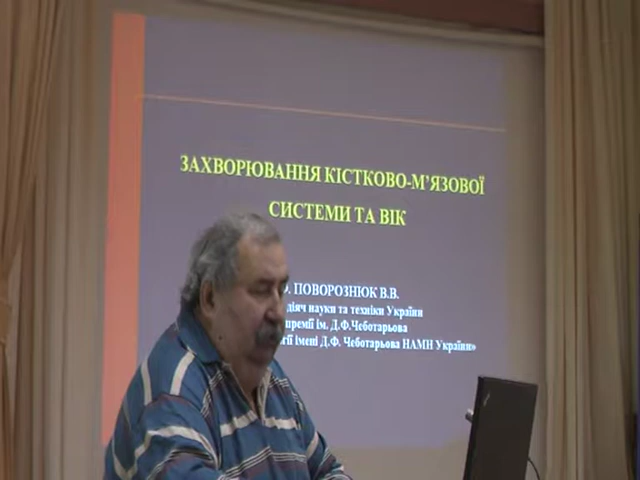 ЗАХВОРЮВАННЯ КІСТКОВО-М'ЯЗОВОЇ
СИСТЕМИ ТА ВІК
ПОВОРОЗНЮК В.В.
діяч науки та техніки України
премії ім. Д.Ф.Чеботарьова
імені Д.Ф. Чеботарьова НАМН України»